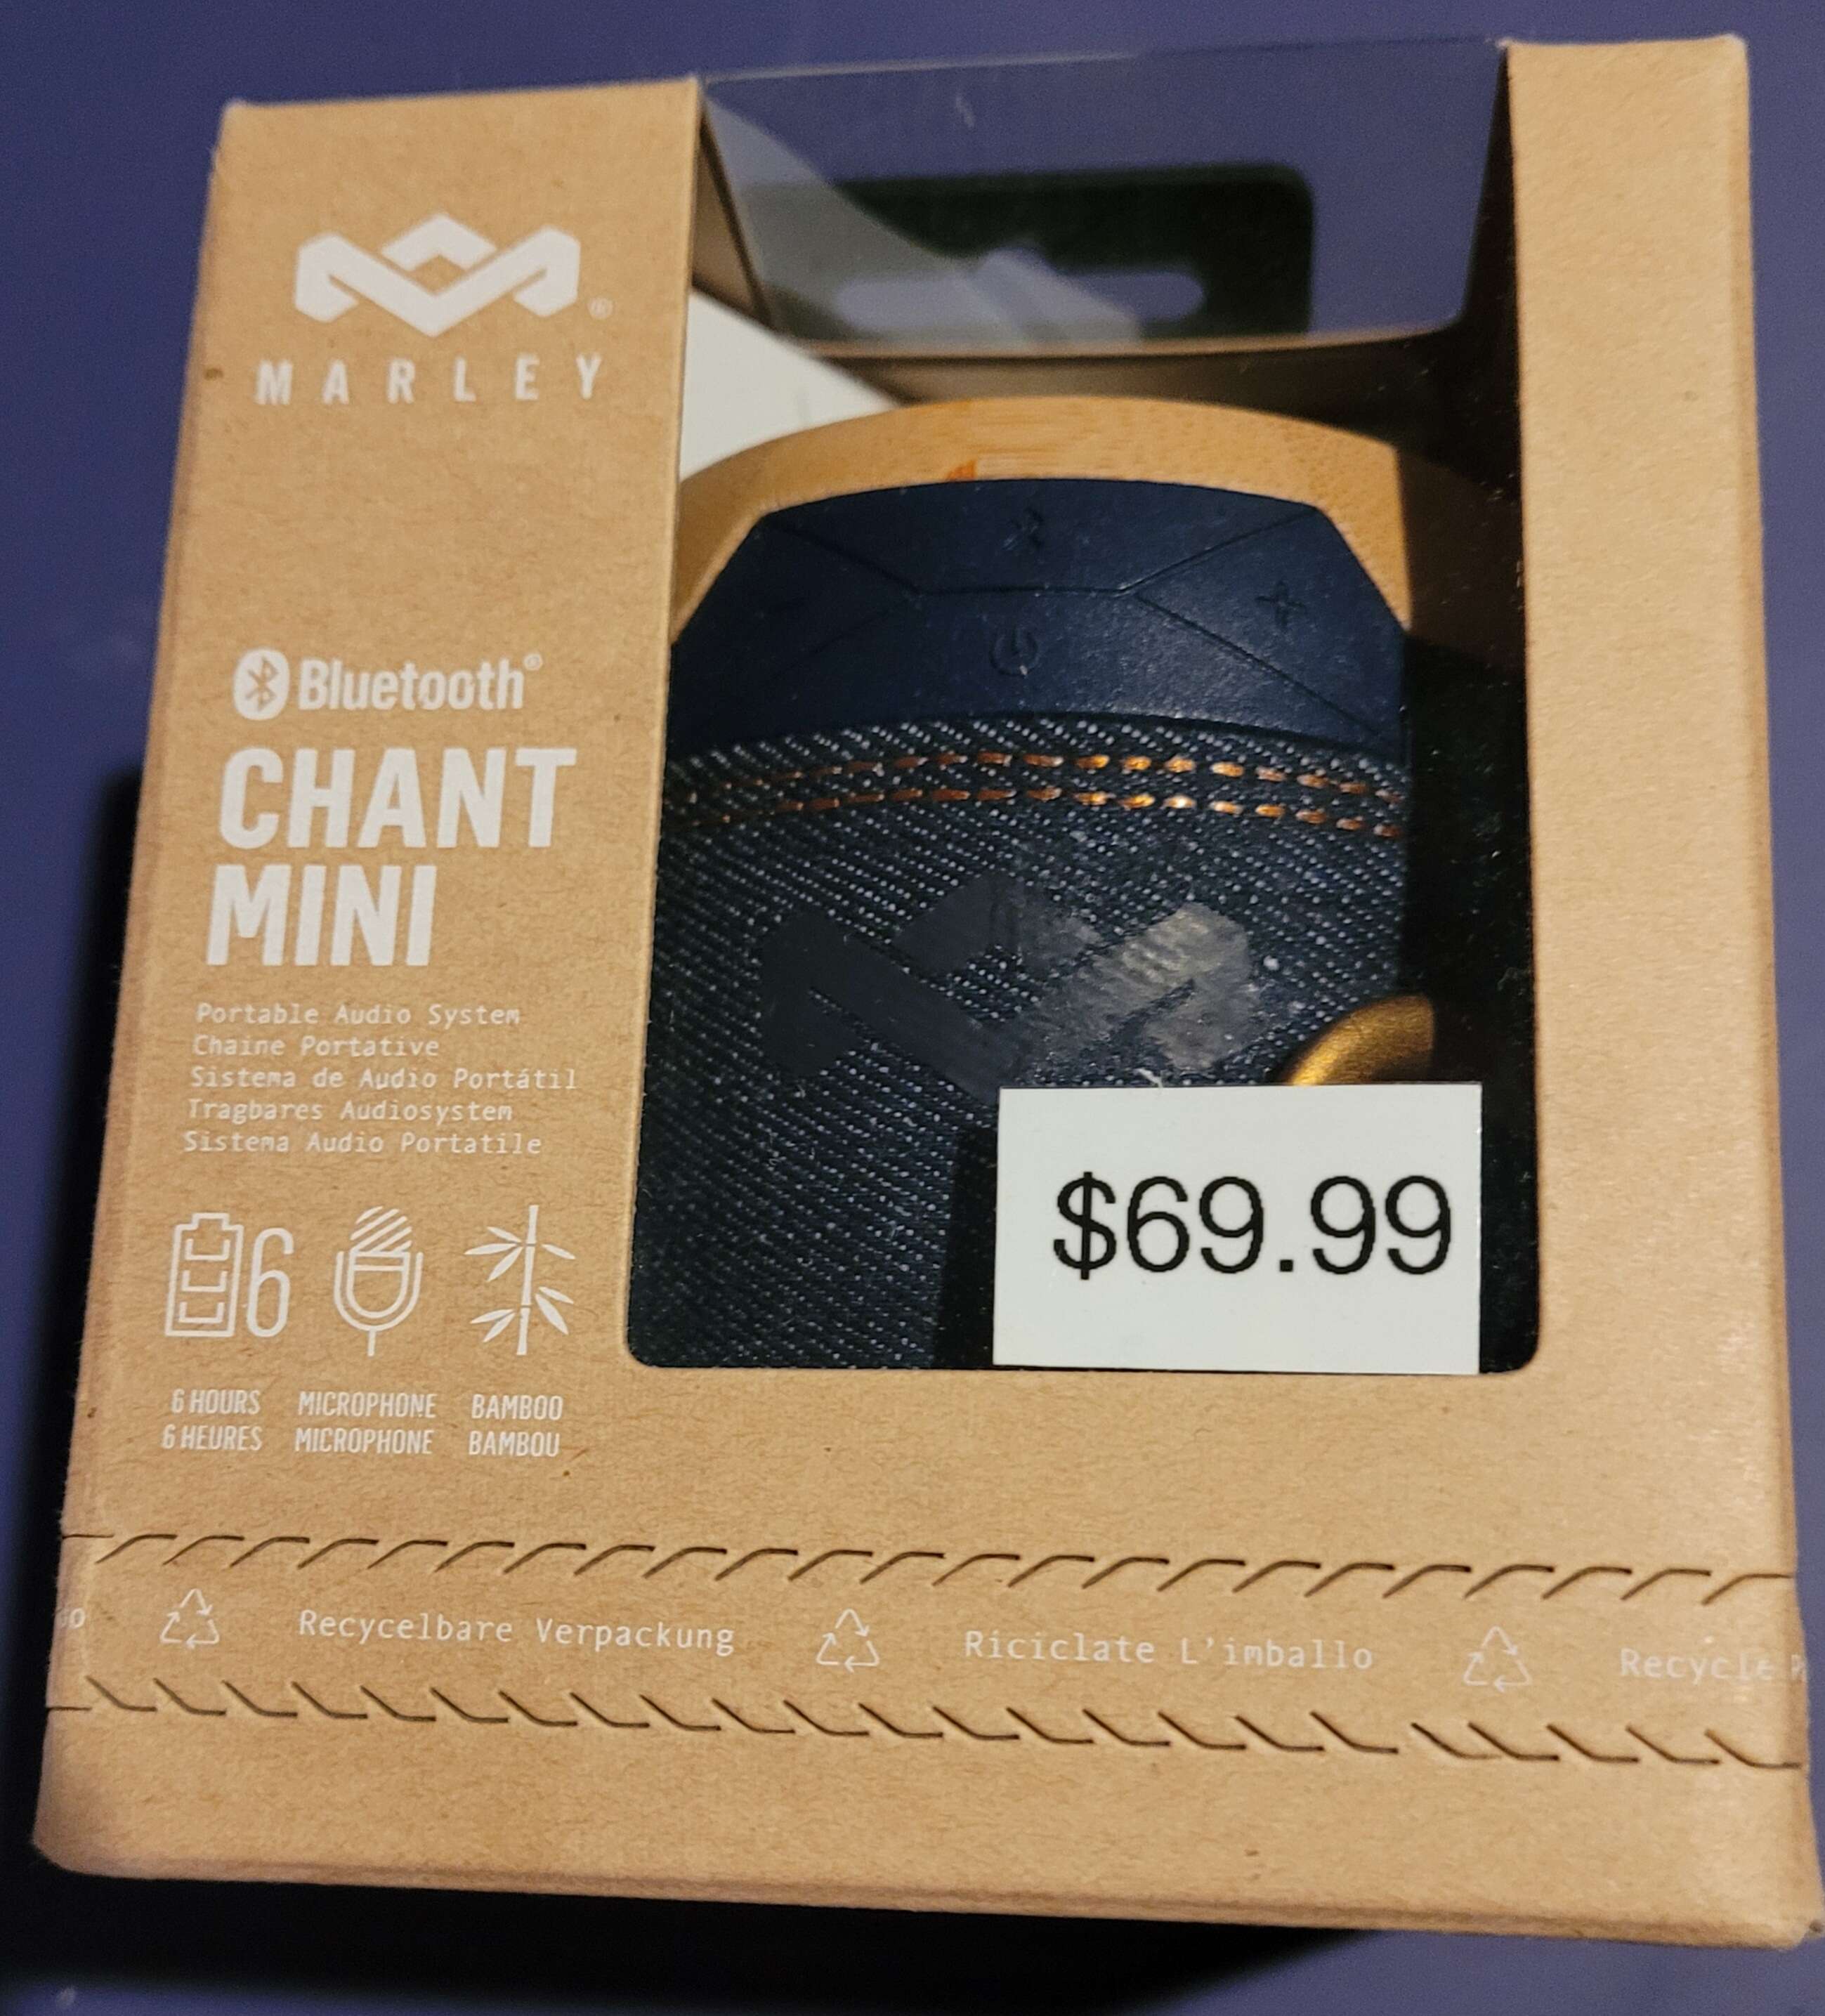 MARLEY
Bluetooth®
CHANT
MINI
Portable Audio System
Chaine Portative
Sistema de Audio Portátil
Tragbares Audiosystem
Sistema Audio Portatile
6
6 HOURS MICROPHONE BAMBOO
6 HEURES MICROPHONE BAMBOU
$69.99
Recycelbare Verpackung Riciclate L'imballo Recycle